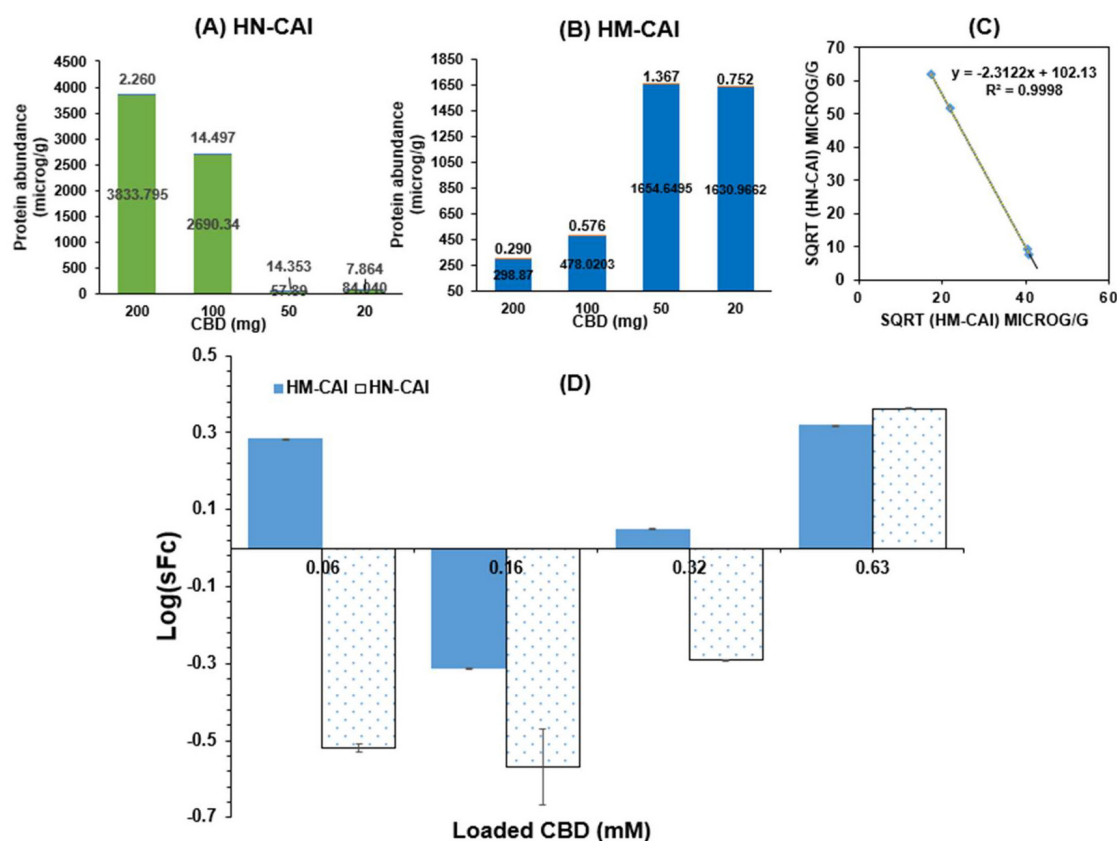 (A) HN-CAI
Protein abundance
(microg/g)
4500
4000
3500
3000
2500
2000
1500
1000
500
0
2.260
3833.795
14.497
2690.34
14.353
57.89
7.864
84.040
200 100 50 20
CBD (mg)
(B) HM-CAI
Protein abundance
(microg/g)
1850
1650
1450
1250
1050
850
650
450
250
50
0.290
298.87
0.576
478.0203
1.367
1654.6495
0.752
1630.9662
200 100 50 20
CBD (mg)
(C)
SQRT (HN-CAI) MICROG/G
70
60
50
40
30
20
10
0
y = -2.3122x + 102.13
R² = 0.9998
0 20 40 60
SQRT (HM-CAI) MICROG/G
(D)
HM-CAI HN-CAI
Log(sFc)
0.5
0.3
0.1
-0.1
-0.3
-0.5
-0.7
0.06 0.16 0.32 0.63
Loaded CBD (mM)